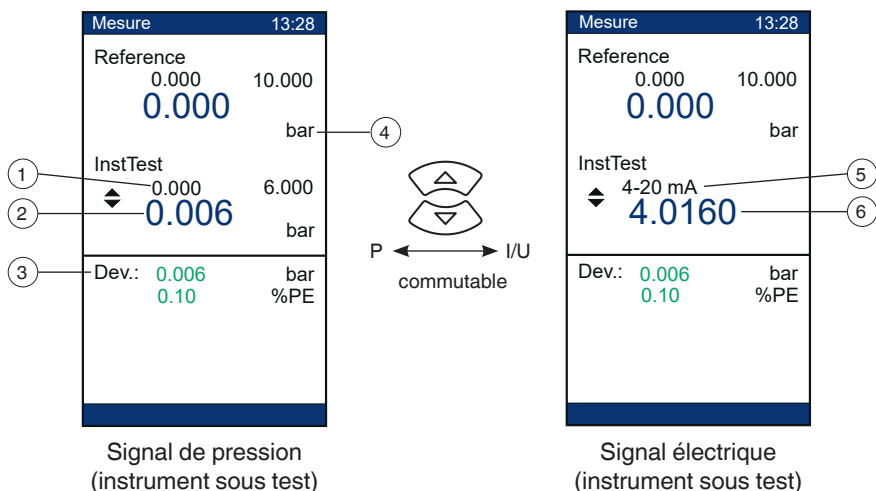 Mesure 13:28
Reference
0.000 10.000
0.000
bar
4
InstTest
1
0.000 6.000
2
0.006
bar
3
Dev.: 0.006 bar
0.10 %PE
Signal de pression
(instrument sous test)
P I/U
commutable
Mesure 13:28
Reference
0.000 10.000
0.000
bar
InstTest
4-20 mA
5
4.0160
6
Dev.: 0.006 bar
0.10 %PE
Signal électrique
(instrument sous test)